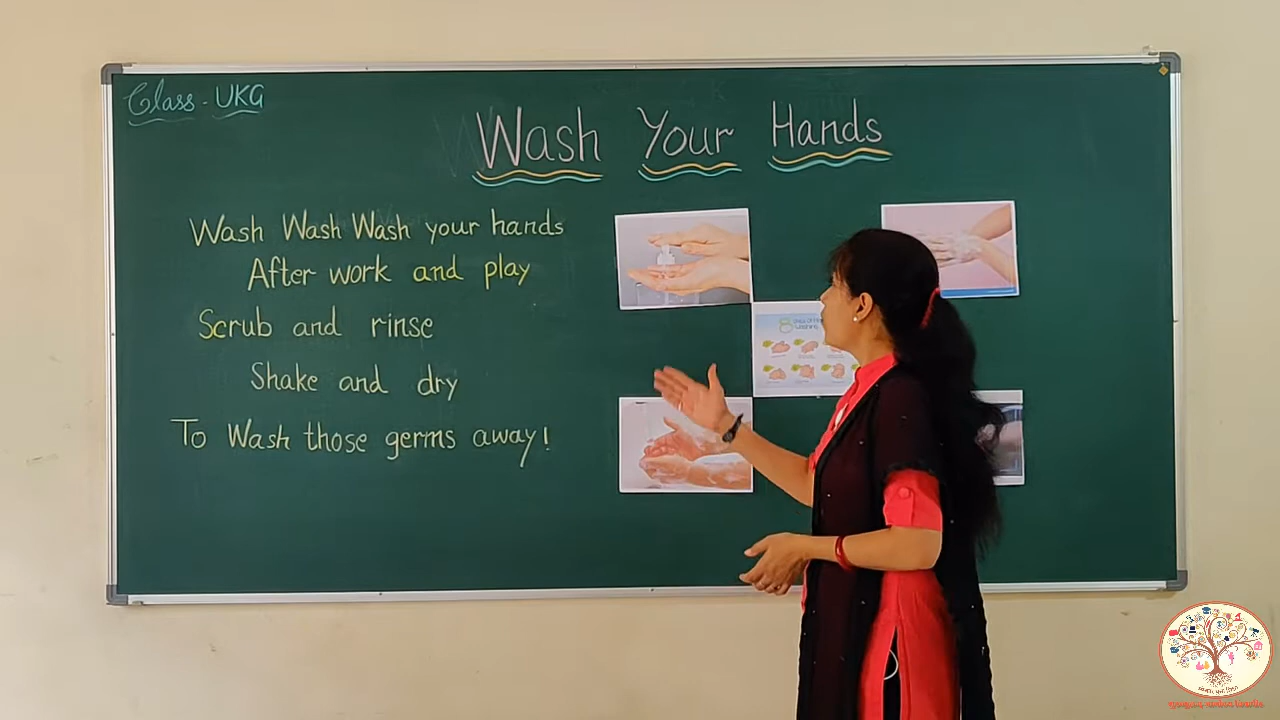 Class - UKG
Wash Your Hands
Wash Wash Wash your hands
After work and play
Scrub and rinse
Shake and dry
To Wash those germs away!